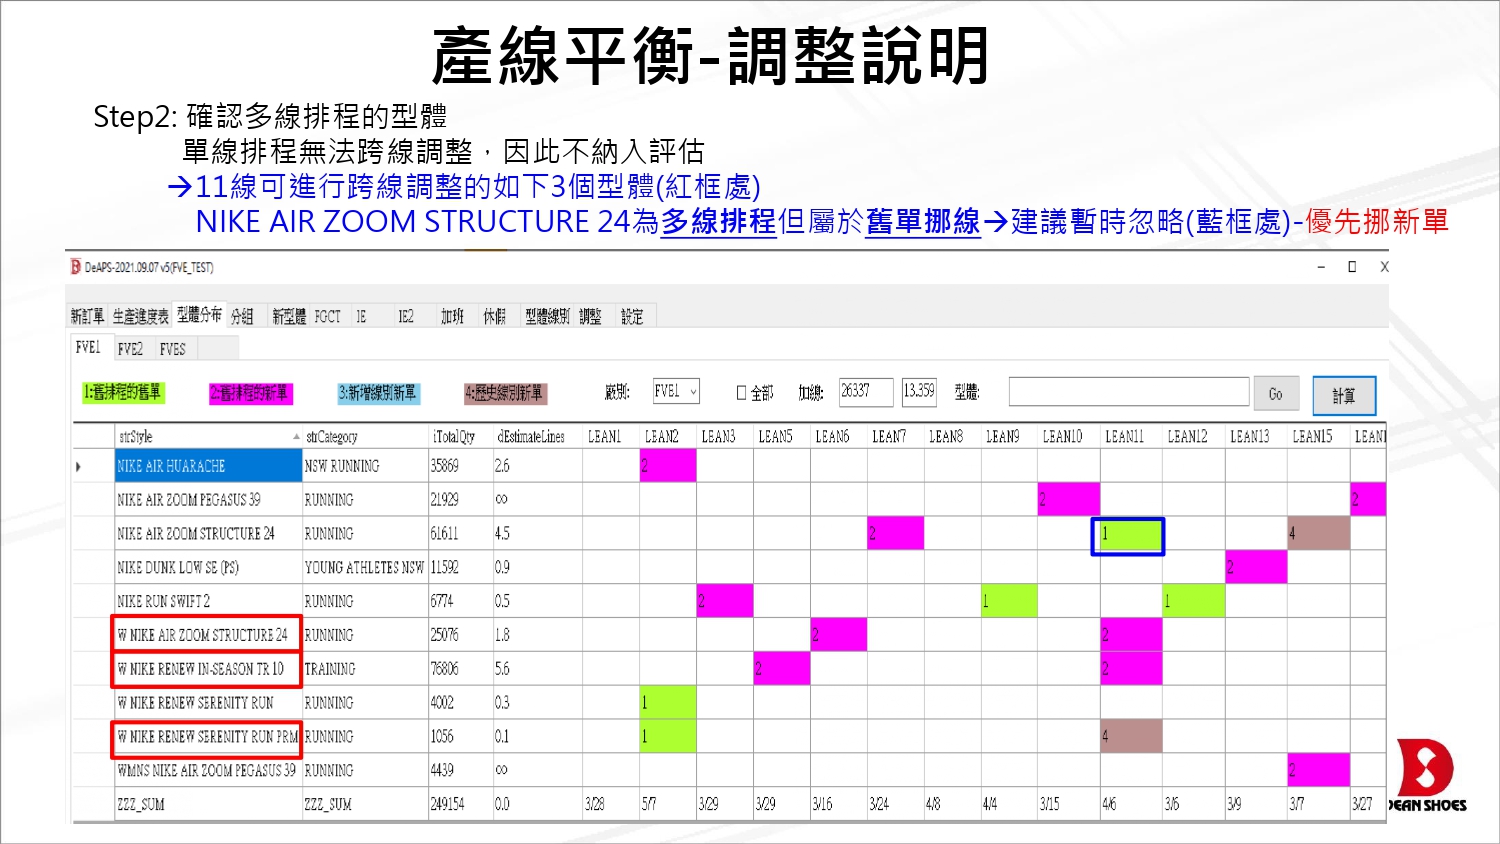 產線平衡-調整說明
Step2: 確認多線排程的型體
單線排程無法跨線調整，因此不納入評估
→11線可進行跨線調整的如下3個型體(紅框處)
NIKE AIR ZOOM STRUCTURE 24為多線排程但屬於舊單挪線→建議暫時忽略(藍框處)-優先挪新單
DeAPS-2021.09.07 v5(FVE_TEST)
新訂單 生產進度表 型體分布 分組 新型體 FGCT IE IE2 加班 休假 型體線別 調整 設定
FVE1 FVE2 FVES
1:舊排程的舊單 2:舊排程的新單 3:新增線別新單 4:歷史線別新單 廠別: FVE1 全部 加總: 26337 13.359 型體: Go 計算
strStyle strCategory iTotalQty dEstimateLines LEAN1 LEAN2 LEAN3 LEAN5 LEAN6 LEAN7 LEAN8 LEAN9 LEAN10 LEAN11 LEAN12 LEAN13 LEAN15 LEAN1
NIKE AIR HUARACHE NSW RUNNING 35869 2.6 2
NIKE AIR ZOOM PEGASUS 39 RUNNING 21929 ∞ 2 2
NIKE AIR ZOOM STRUCTURE 24 RUNNING 61611 4.5 2 1 4
NIKE DUNK LOW SE (PS) YOUNG ATHLETES NSW 11592 0.9 2
NIKE RUN SWIFT 2 RUNNING 6774 0.5 2 1 1
W NIKE AIR ZOOM STRUCTURE 24 RUNNING 25076 1.8 2 2
W NIKE RENEW IN-SEASON TR 10 TRAINING 76806 5.6 2 2
W NIKE RENEW SERENITY RUN RUNNING 4002 0.3 1
W NIKE RENEW SERENITY RUN PRM RUNNING 1056 0.1 1 4
WMNS NIKE AIR ZOOM PEGASUS 39 RUNNING 4439 ∞ 2
ZZZ_SUM ZZZ_SUM 249154 0.0 3/28 5/7 3/29 3/29 3/16 3/24 4/8 4/4 3/15 4/6 3/6 3/9 3/7 3/27
DEAN SHOES